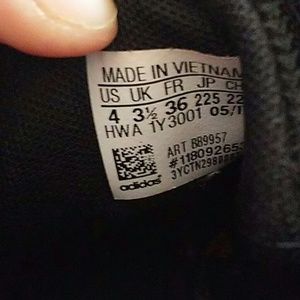 MADE IN VIETNAM
US UK FR JP CH
4 3½ 36 225 22
HWA 1Y3001 05/1
ART BB9957
#118092653
adidas